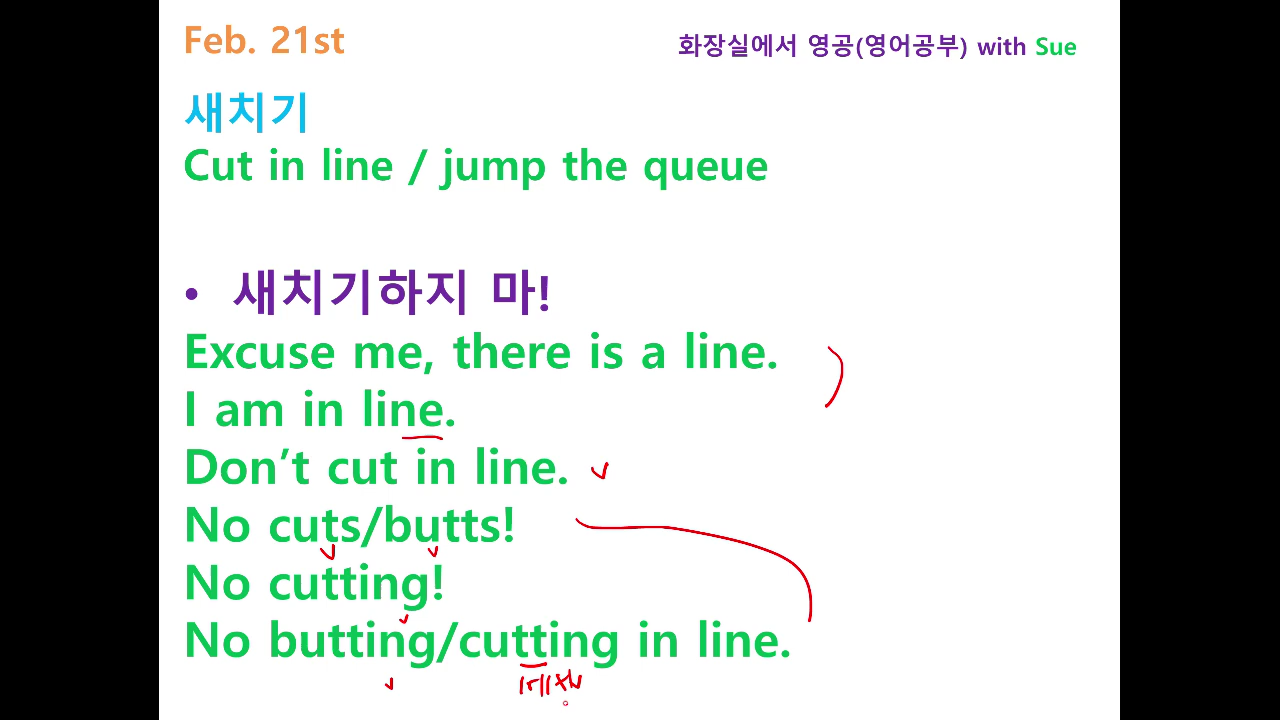 Feb. 21st
화장실에서 영공(영어공부) with Sue
새치기
Cut in line / jump the queue
• 새치기하지 마!
Excuse me, there is a line.
I am in line.
Don’t cut in line.
No cuts/butts!
No cutting!
No butting/cutting in line.